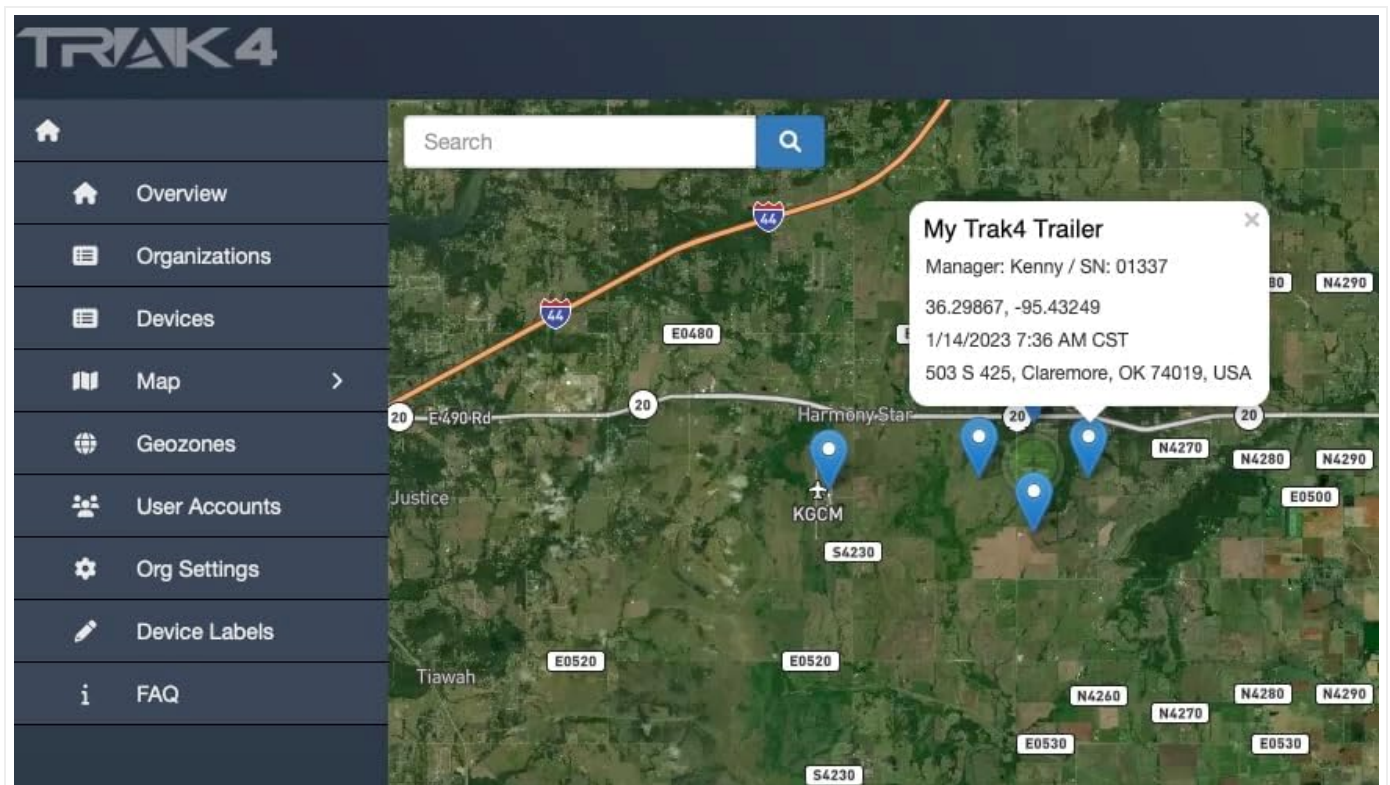 TRAK4
Overview
Organizations
Devices
Map
Geozones
User Accounts
Org Settings
Device Labels
i FAQ
Search
44
My Trak4 Trailer
Manager: Kenny / SN: 01337
36.29867, -95.43249
1/14/2023 7:36 AM CST
503 S 425, Claremore, OK 74019, USA
80
N4290
44
E0480
20
E 490 Rd
20
Harmony Star
20
20
N4270
N4280
N4290
Justice
E0500
KGCM
S4230
Tiawah
E0520
E0520
N4260
N4270
N4280
N4290
E0530
E0530
S4230